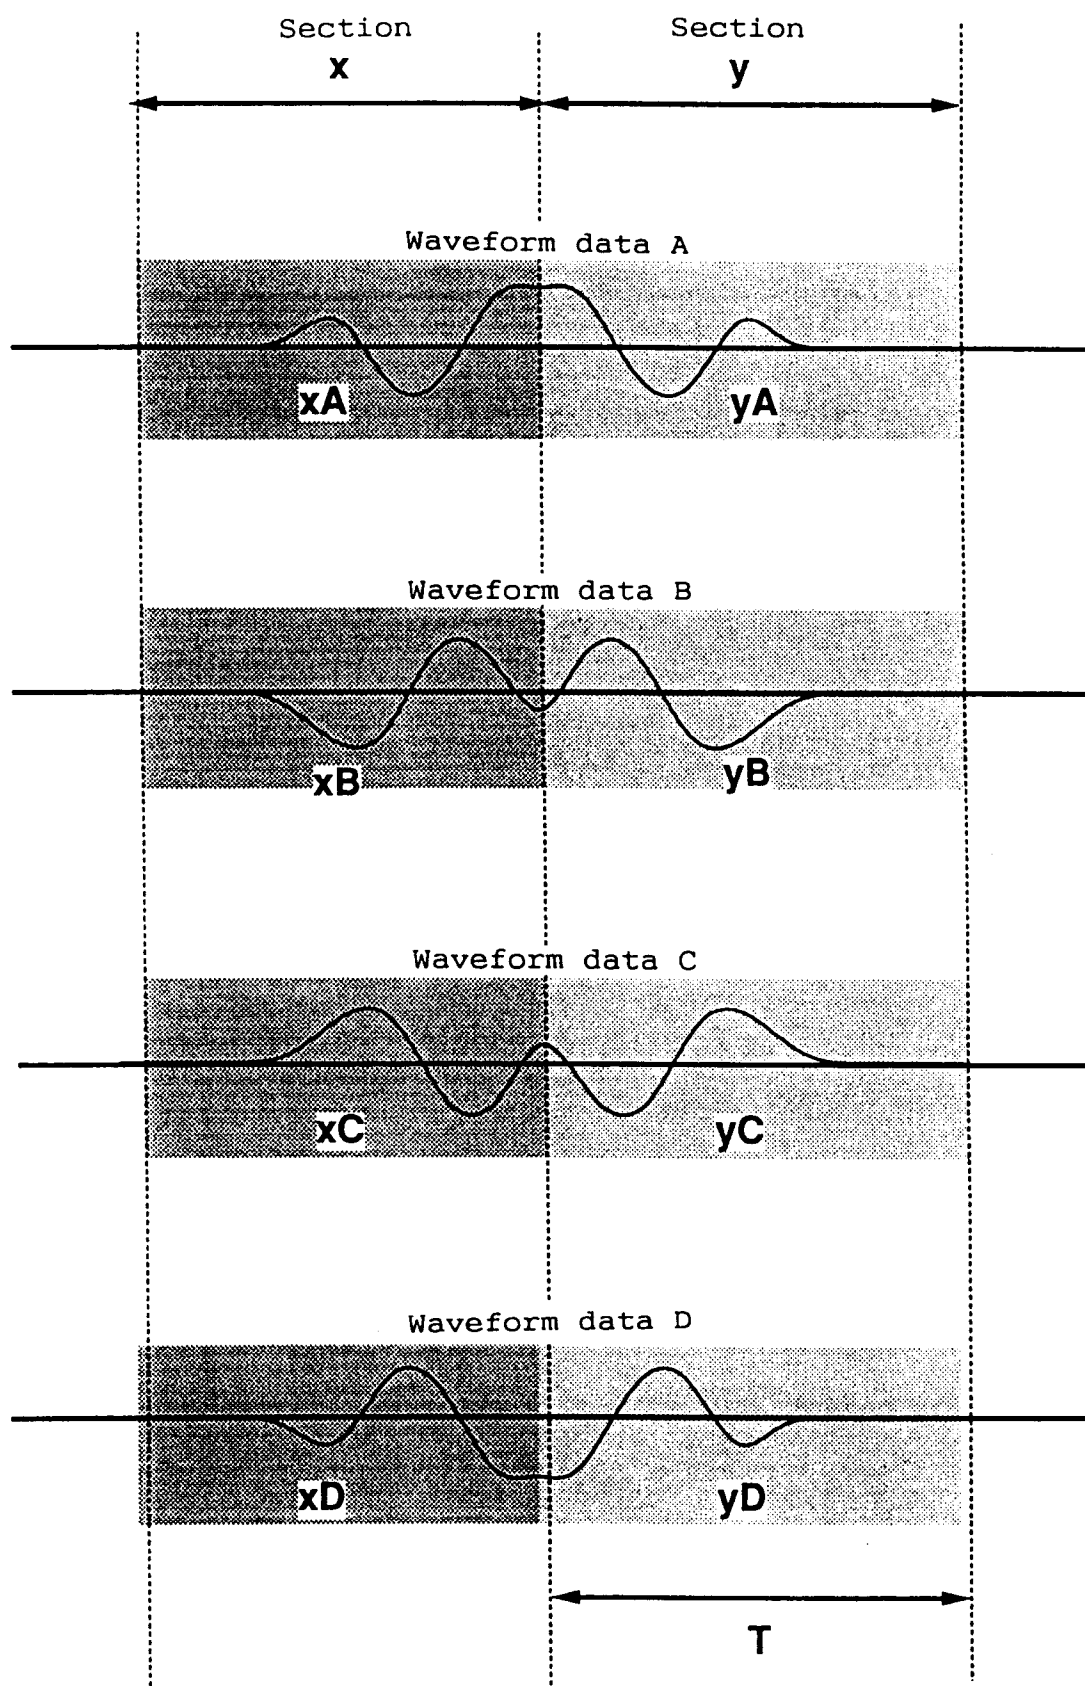 Section Section
x y
Waveform data A
xA yA
Waveform data B
xB yB
Waveform data C
xC yC
Waveform data D
xD yD
T